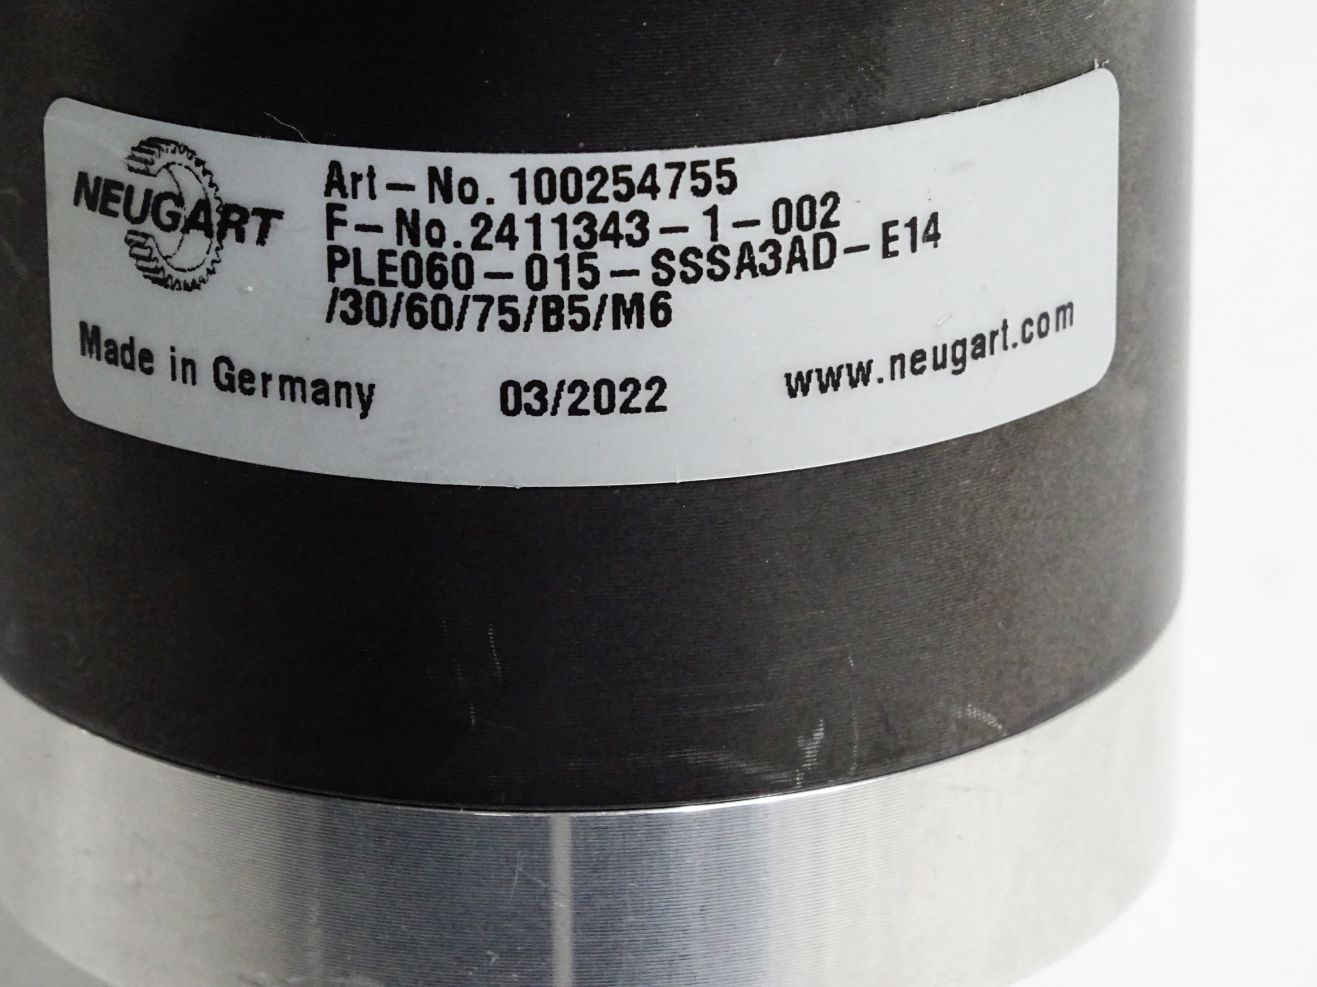 NEUGART
Art-No. 100254755
F-No.2411343-1-002
PLE060-015-SSSA3AD-E14
/30/60/75/B5/M6
Made in Germany 03/2022 www.neugart.com